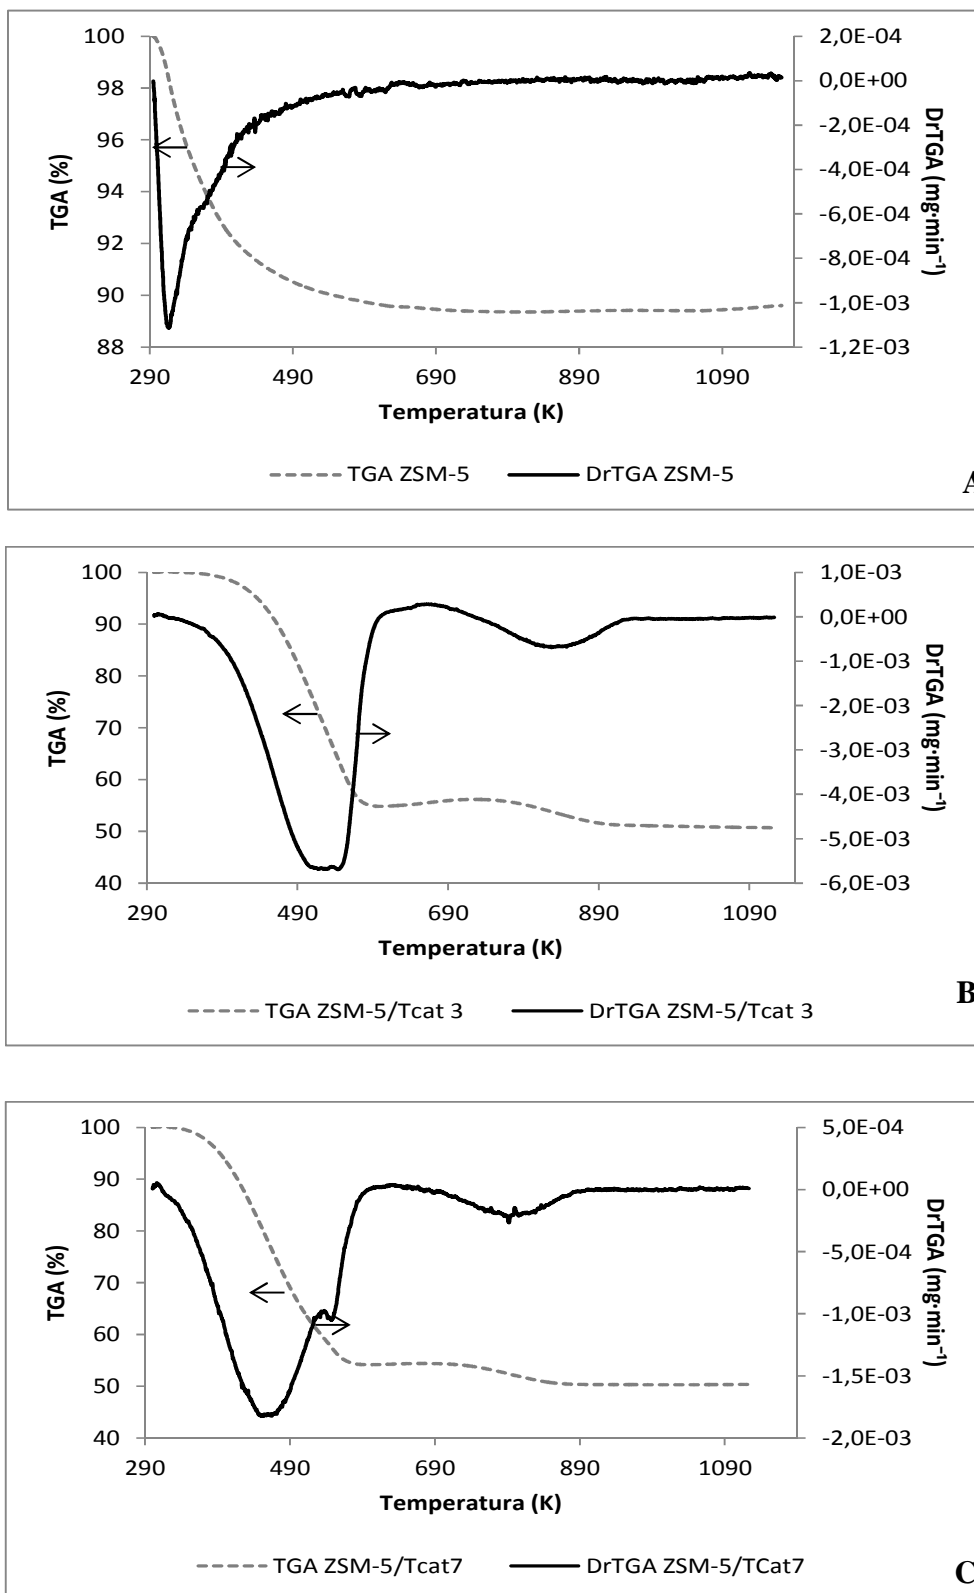 100
98
96
94
92
90
88
TGA (%)
2,0E-04
0,0E+00
-2,0E-04
-4,0E-04
-6,0E-04
-8,0E-04
-1,0E-03
-1,2E-03
DrTGA (mg·min⁻¹)
290 490 690 890 1090
Temperatura (K)
TGA ZSM-5 DrTGA ZSM-5
A
100
90
80
70
60
50
40
TGA (%)
1,0E-03
0,0E+00
-1,0E-03
-2,0E-03
-3,0E-03
-4,0E-03
-5,0E-03
-6,0E-03
DrTGA (mg·min⁻¹)
290 490 690 890 1090
Temperatura (K)
TGA ZSM-5/Tcat 3 DrTGA ZSM-5/Tcat 3
B
100
90
80
70
60
50
40
TGA (%)
5,0E-04
0,0E+00
-5,0E-04
-1,0E-03
-1,5E-03
-2,0E-03
DrTGA (mg·min⁻¹)
290 490 690 890 1090
Temperatura (K)
TGA ZSM-5/Tcat7 DrTGA ZSM-5/TCat7
C